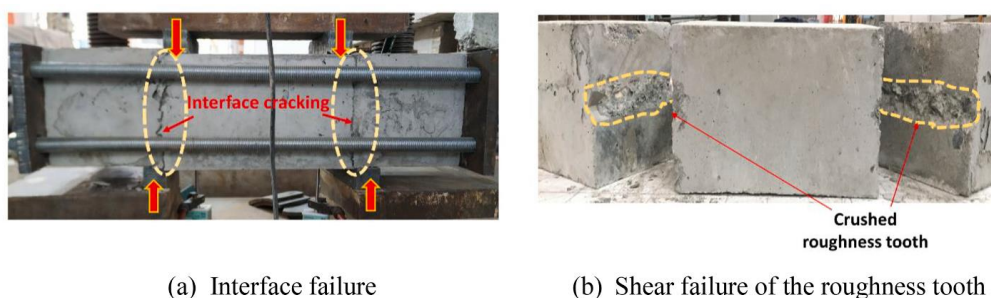 Interface cracking
Crushed
roughness tooth
(a) Interface failure
(b) Shear failure of the roughness tooth